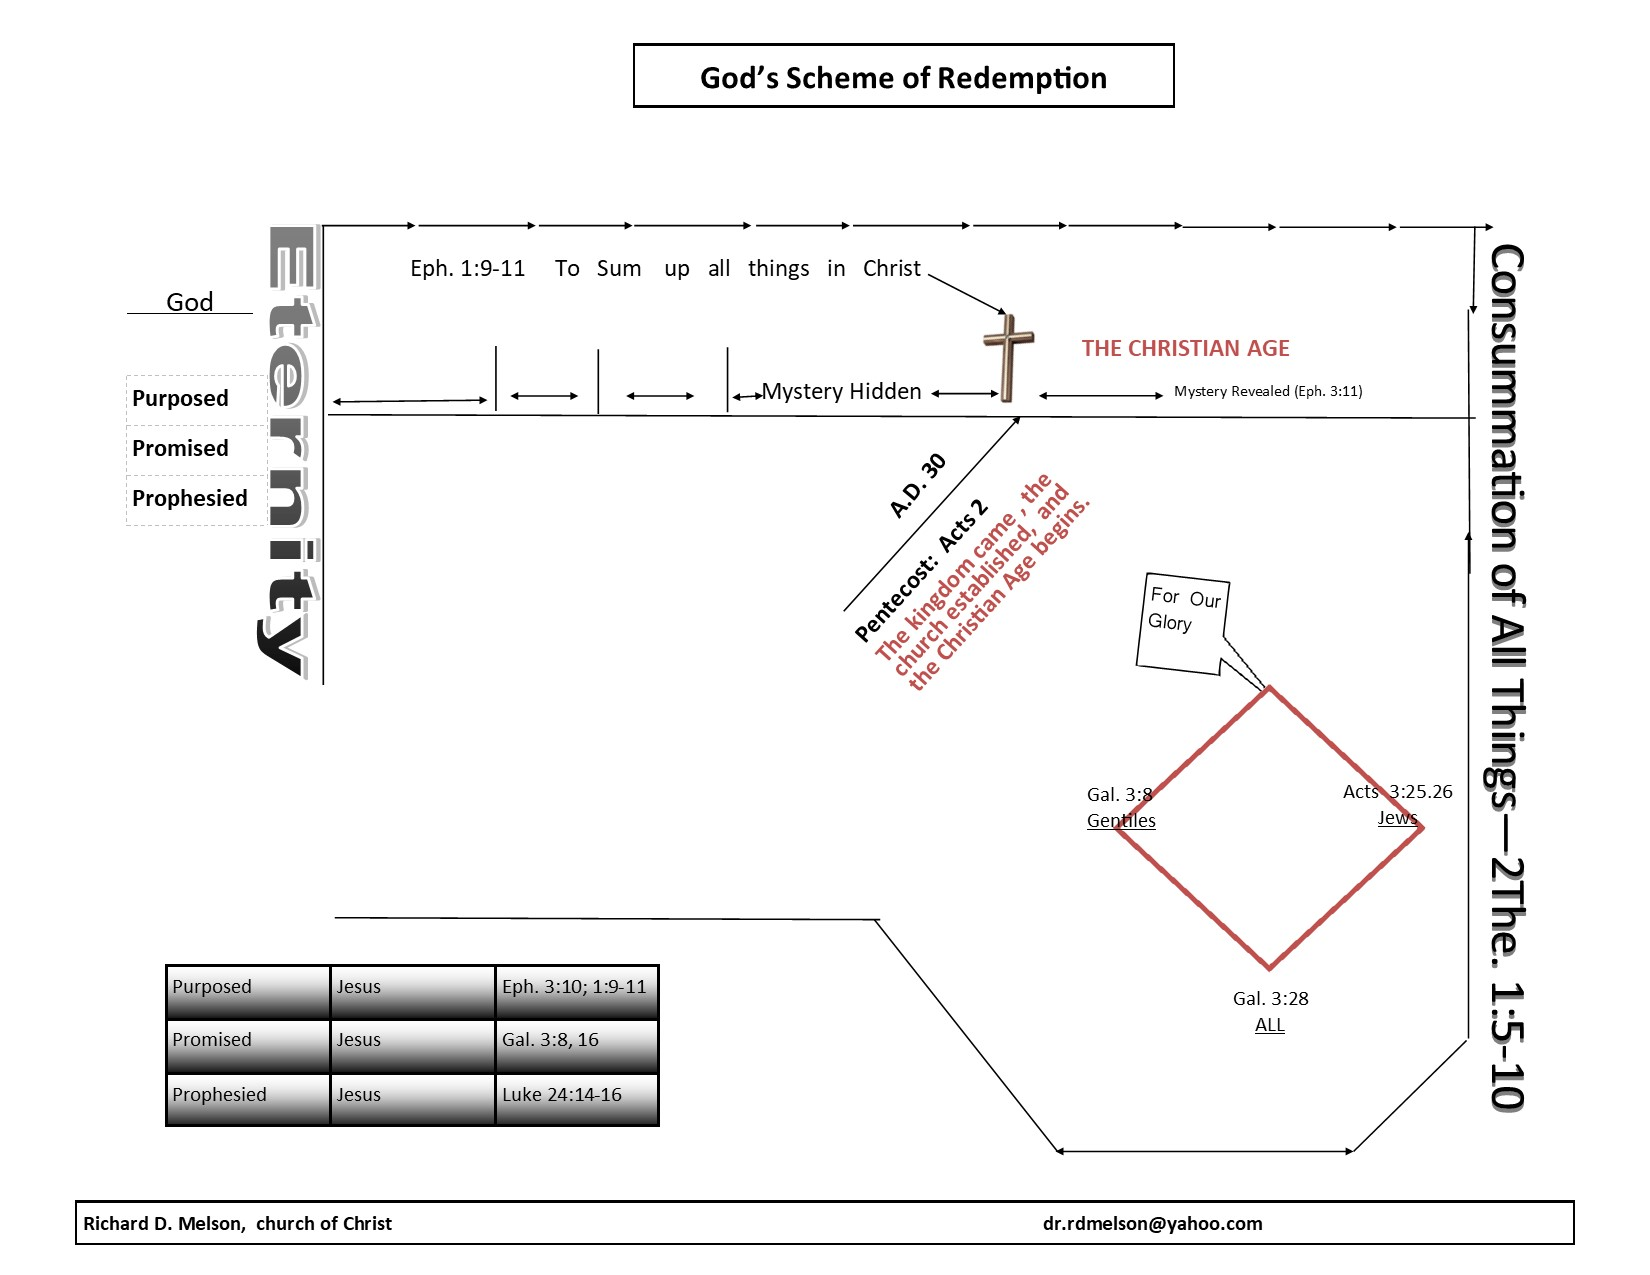 God’s Scheme of Redemption
Eternity
Eph. 1:9-11 To Sum up all things in Christ
God
THE CHRISTIAN AGE
Mystery Hidden
Mystery Revealed (Eph. 3:11)
Purposed
Promised
Prophesied
A.D. 30
Pentecost: Acts 2
The kingdom came , the
church established, and
the Christian Age begins.
For Our
Glory
Gal. 3:8
Gentiles
Acts 3:25.26
Jews
Gal. 3:28
ALL
Consummation of All Things—2The. 1:5-10
Purposed Jesus Eph. 3:10; 1:9-11
Promised Jesus Gal. 3:8, 16
Prophesied Jesus Luke 24:14-16
Richard D. Melson, church of Christ dr.rdmelson@yahoo.com